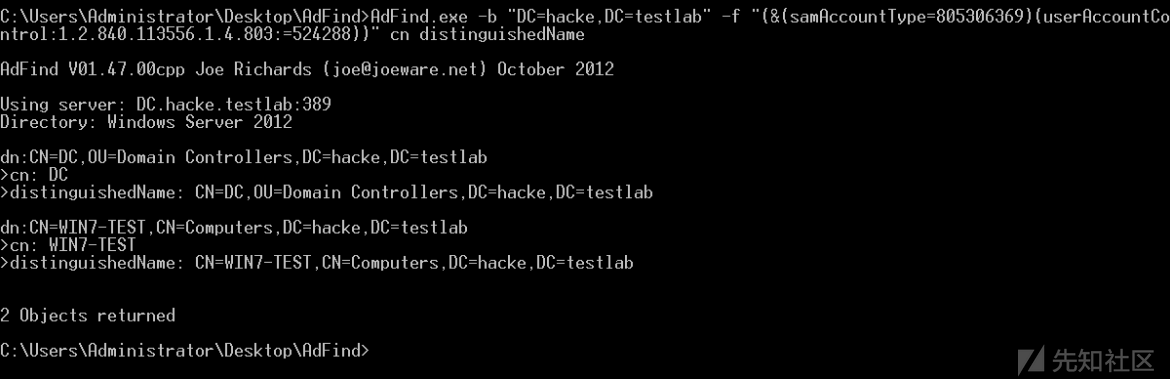 C:\Users\Administrator\Desktop\AdFind>AdFind.exe -b "DC=hacke,DC=testlab" -f "(&(samAccountType=805306369)(userAccountCo
ntrol:1.2.840.113556.1.4.803:=524288))" cn distinguishedName
AdFind V01.47.00cpp Joe Richards (joe@joeware.net) October 2012
Using server: DC.hacke.testlab:389
Directory: Windows Server 2012
dn:CN=DC,OU=Domain Controllers,DC=hacke,DC=testlab
>cn: DC
>distinguishedName: CN=DC,OU=Domain Controllers,DC=hacke,DC=testlab
dn:CN=WIN7-TEST,CN=Computers,DC=hacke,DC=testlab
>cn: WIN7-TEST
>distinguishedName: CN=WIN7-TEST,CN=Computers,DC=hacke,DC=testlab
2 Objects returned
C:\Users\Administrator\Desktop\AdFind>
先知社区